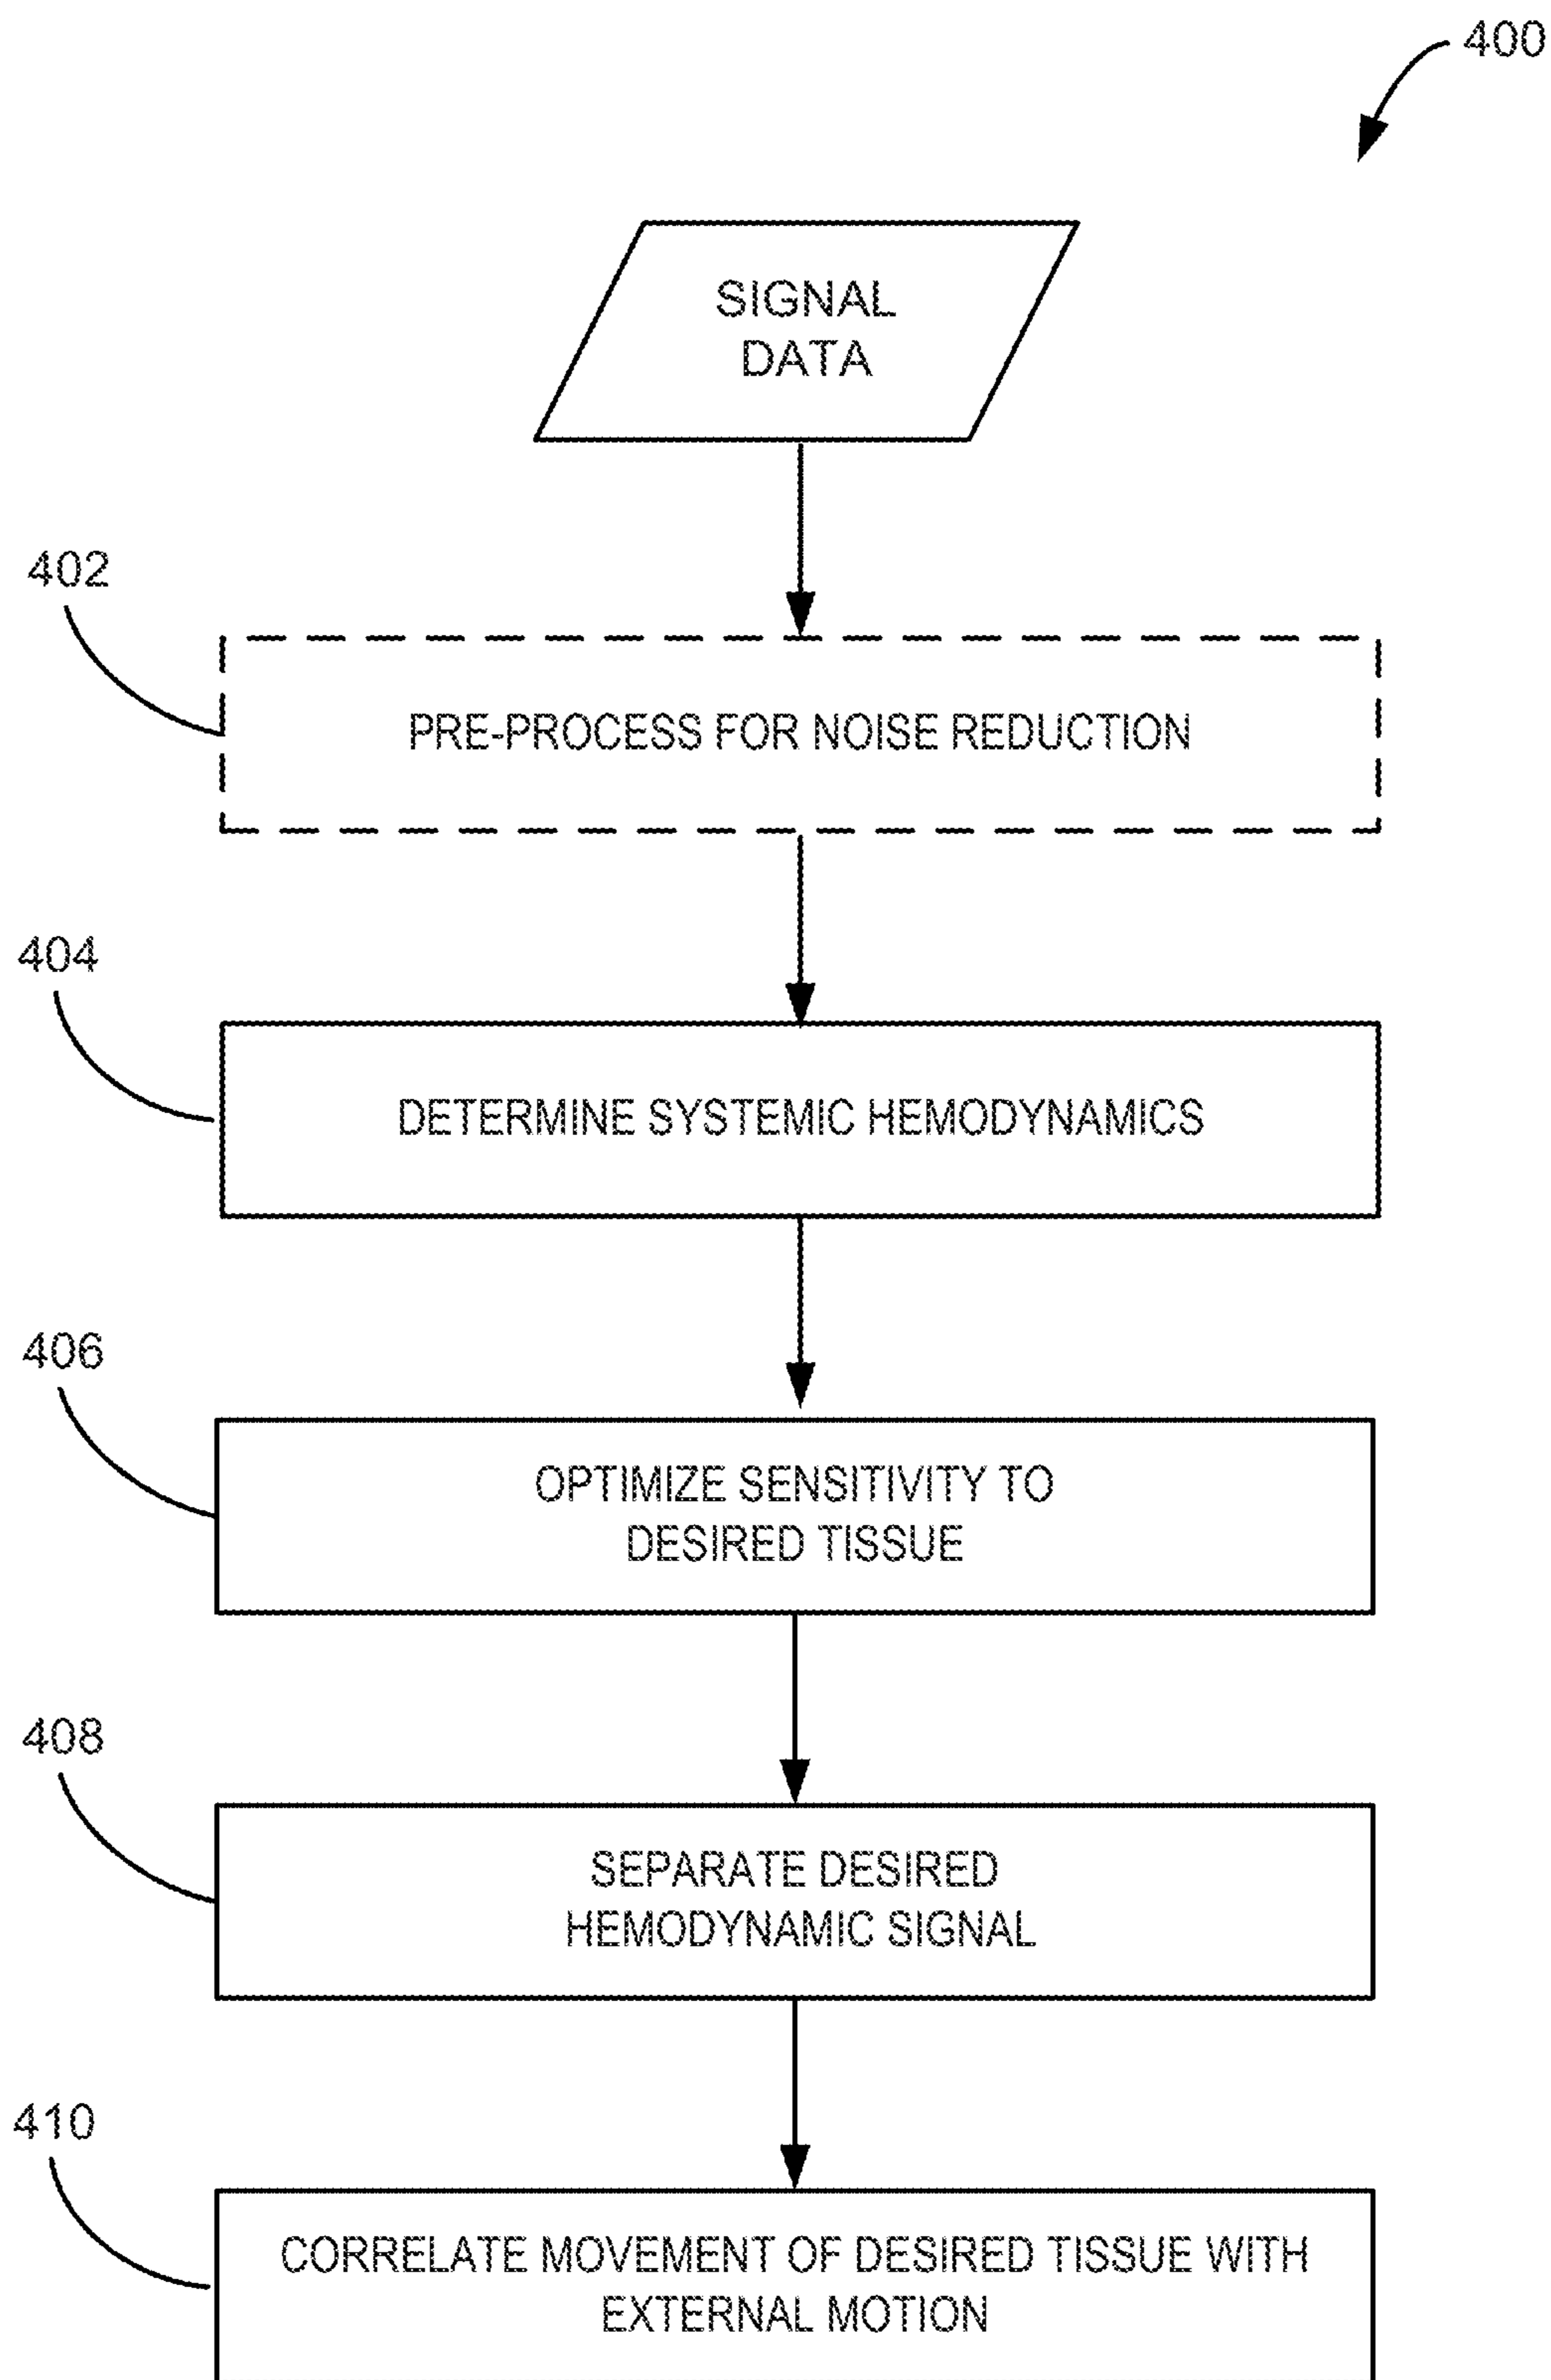 400
SIGNAL
DATA
402
PRE-PROCESS FOR NOISE REDUCTION
404
DETERMINE SYSTEMIC HEMODYNAMICS
406
OPTIMIZE SENSITIVITY TO
DESIRED TISSUE
408
SEPARATE DESIRED
HEMODYNAMIC SIGNAL
410
CORRELATE MOVEMENT OF DESIRED TISSUE WITH
EXTERNAL MOTION